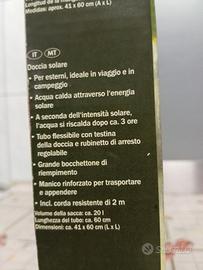 Longitud de la ma
Medidas: aprox. 41 x 60 cm (A x L)
IT MT
Doccia solare
• Per esterni, ideale in viaggio e in
campeggio
• Acqua calda attraverso l'energia
solare
• A seconda dell'intensità solare,
l'acqua si riscalda dopo ca. 3 ore
• Tubo flessibile con testina
della doccia e rubinetto di arresto
regolabile
• Grande bocchettone di
riempimento
• Manico rinforzato per trasportare
e appendere
• Incl. corda resistente di 2 m
Volume della sacca: ca. 20 l
Lunghezza del tubo: ca. 60 cm
Dimensioni: ca. 41 x 60 cm (L x L)
subito